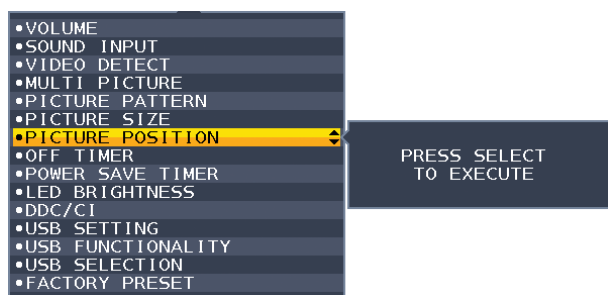 •VOLUME
•SOUND INPUT
•VIDEO DETECT
•MULTI PICTURE
•PICTURE PATTERN
•PICTURE SIZE
•PICTURE POSITION
•OFF TIMER
•POWER SAVE TIMER
•LED BRIGHTNESS
•DDC/CI
•USB SETTING
•USB FUNCTIONALITY
•USB SELECTION
•FACTORY PRESET
PRESS SELECT
TO EXECUTE